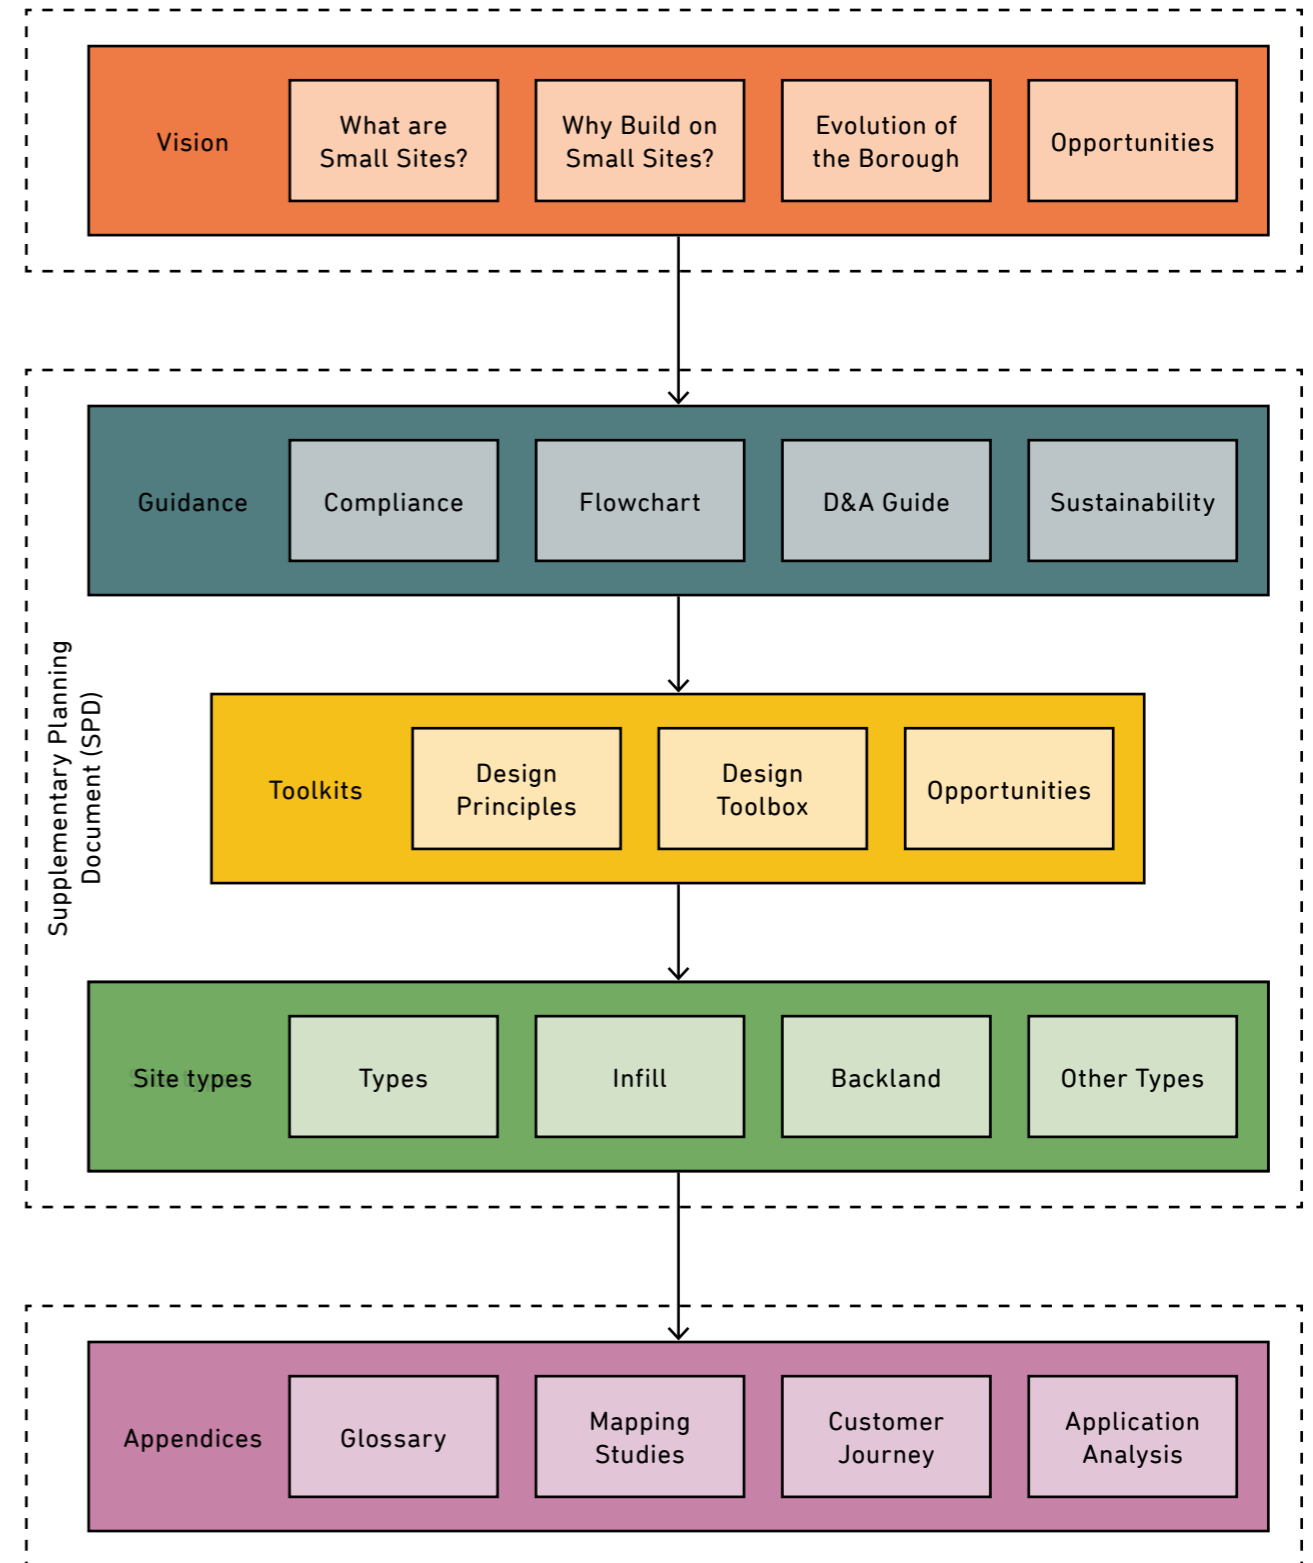 Vision
What are
Small Sites?
Why Build on
Small Sites?
Evolution of
the Borough
Opportunities
Supplementary Planning
Document (SPD)
Guidance
Compliance
Flowchart
D&A Guide
Sustainability
Toolkits
Design
Principles
Design
Toolbox
Opportunities
Site types
Types
Infill
Backland
Other Types
Appendices
Glossary
Mapping
Studies
Customer
Journey
Application
Analysis